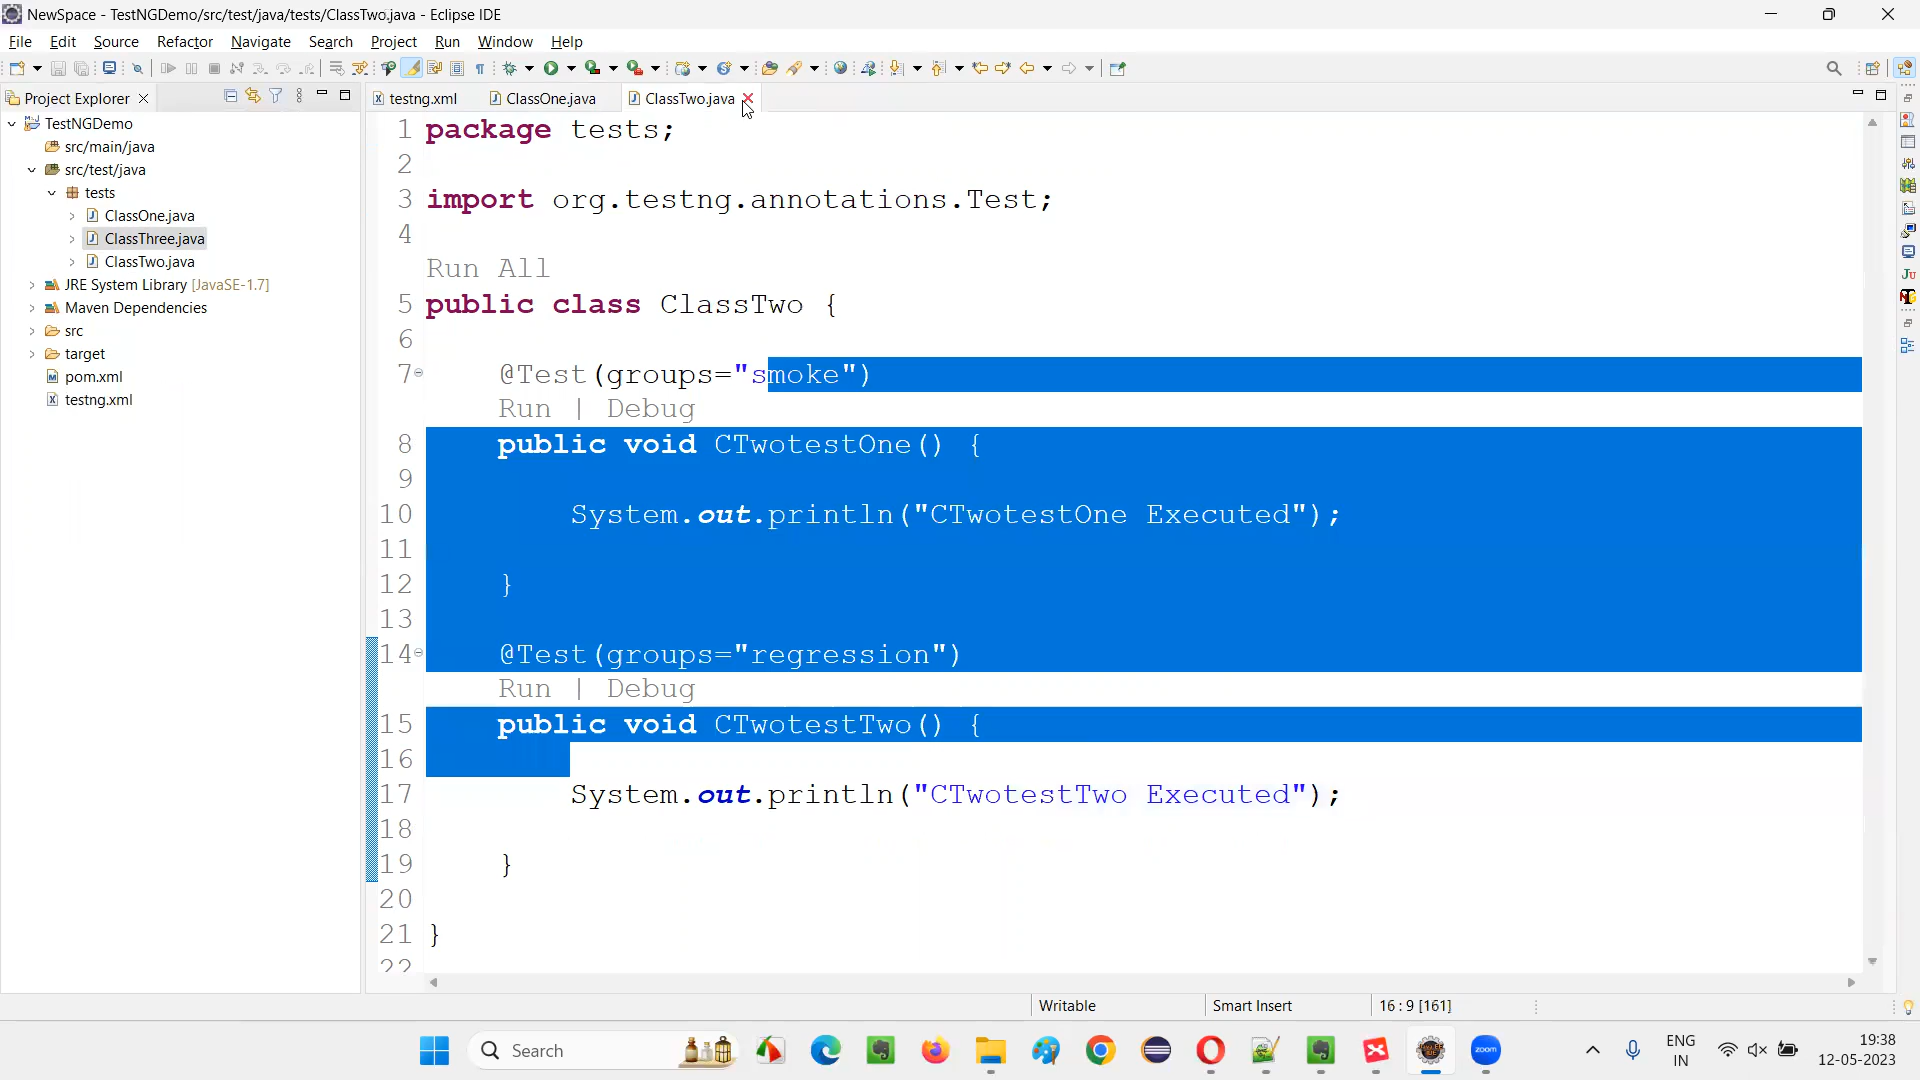 NewSpace - TestNGDemo/src/test/java/tests/ClassTwo.java - Eclipse IDE
File Edit Source Refactor Navigate Search Project Run Window Help
Project Explorer
testng.xml ClassOne.java ClassTwo.java
TestNGDemo
src/main/java
src/test/java
tests
ClassOne.java
ClassThree.java
ClassTwo.java
JRE System Library [JavaSE-1.7]
Maven Dependencies
src
target
pom.xml
testng.xml
1 package tests;
2
3 import org.testng.annotations.Test;
4
Run All
5 public class ClassTwo {
6
7 @Test(groups="smoke")
Run | Debug
8 public void CTwotestOne() {
9
10 System.out.println("CTwotestOne Executed");
11
12 }
13
14 @Test(groups="regression")
Run | Debug
15 public void CTwotestTwo() {
16
17 System.out.println("CTwotestTwo Executed");
18
19 }
20
21 }
22
Writable Smart Insert 16 : 9 [161]
Search
zoom
ENG
IN
19:38
12-05-2023